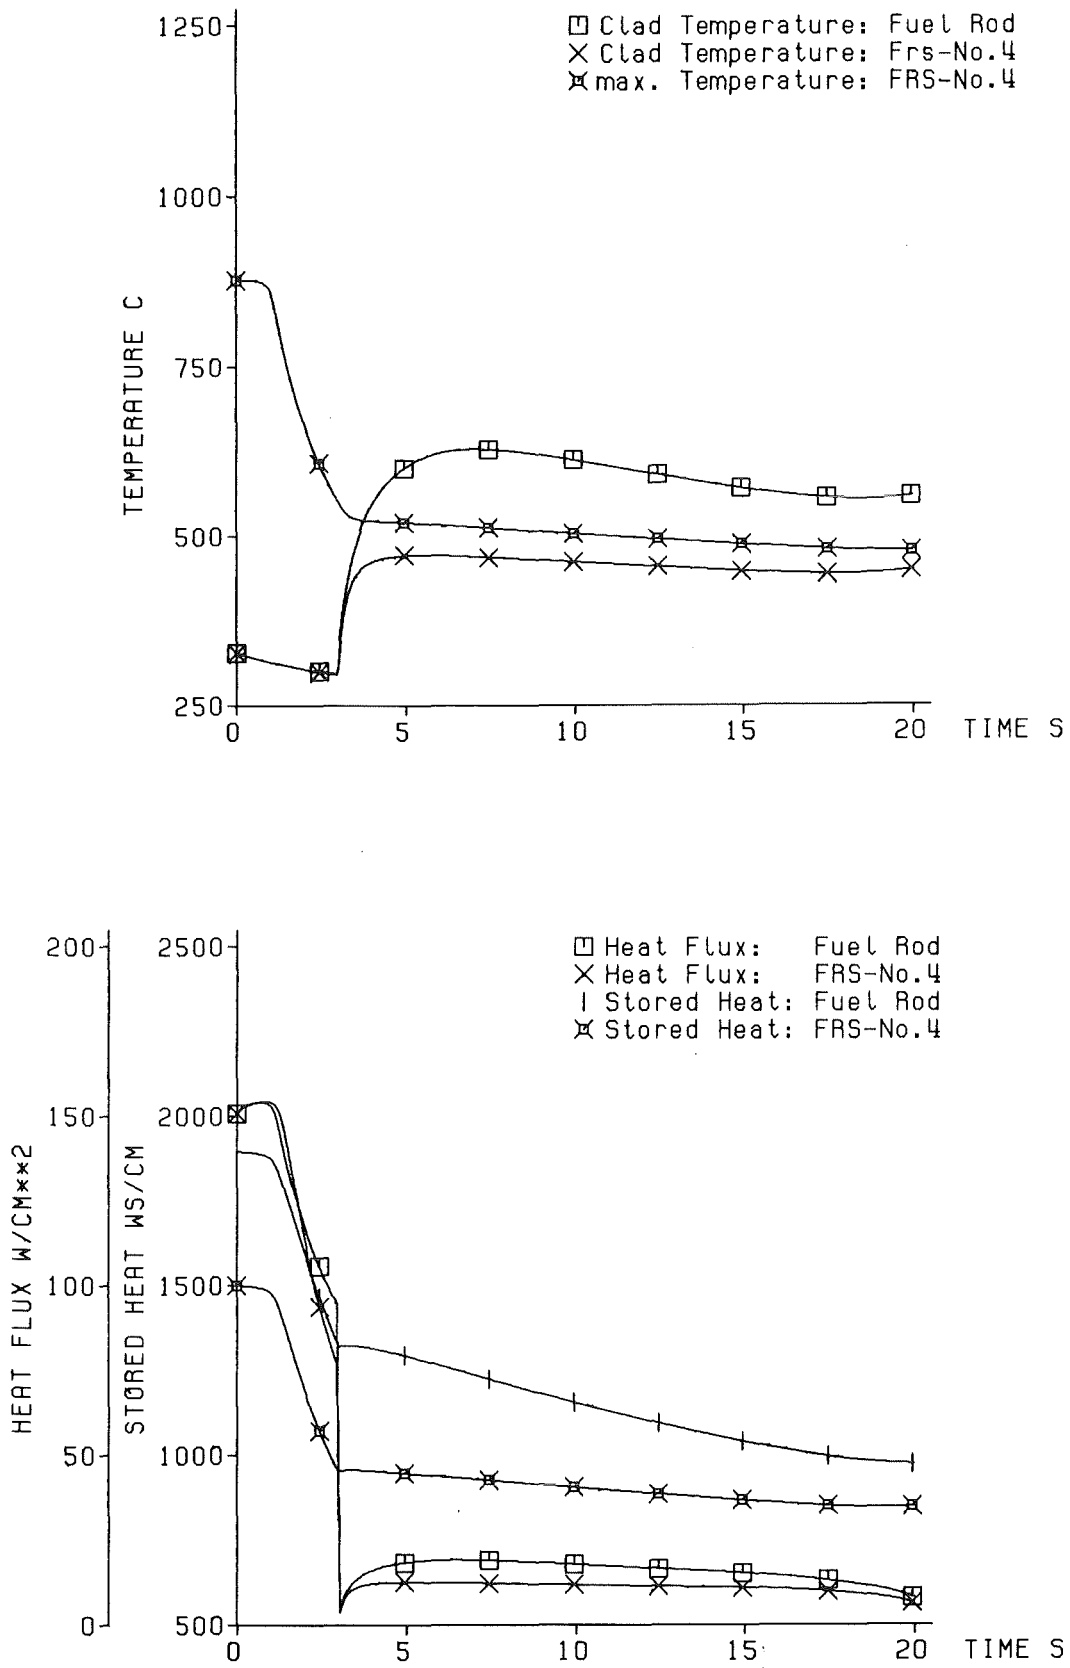 1250
Clad Temperature: Fuel Rod
Clad Temperature: Frs-No.4
max. Temperature: FRS-No.4
1000
750
500
250
TEMPERATURE C
0 5 10 15 20 TIME S
200 2500
Heat Flux: Fuel Rod
Heat Flux: FRS-No.4
Stored Heat: Fuel Rod
Stored Heat: FRS-No.4
150 2000
100 1500
50 1000
0 500
HEAT FLUX W/CM**2
STORED HEAT WS/CM
0 5 10 15 20 TIME S